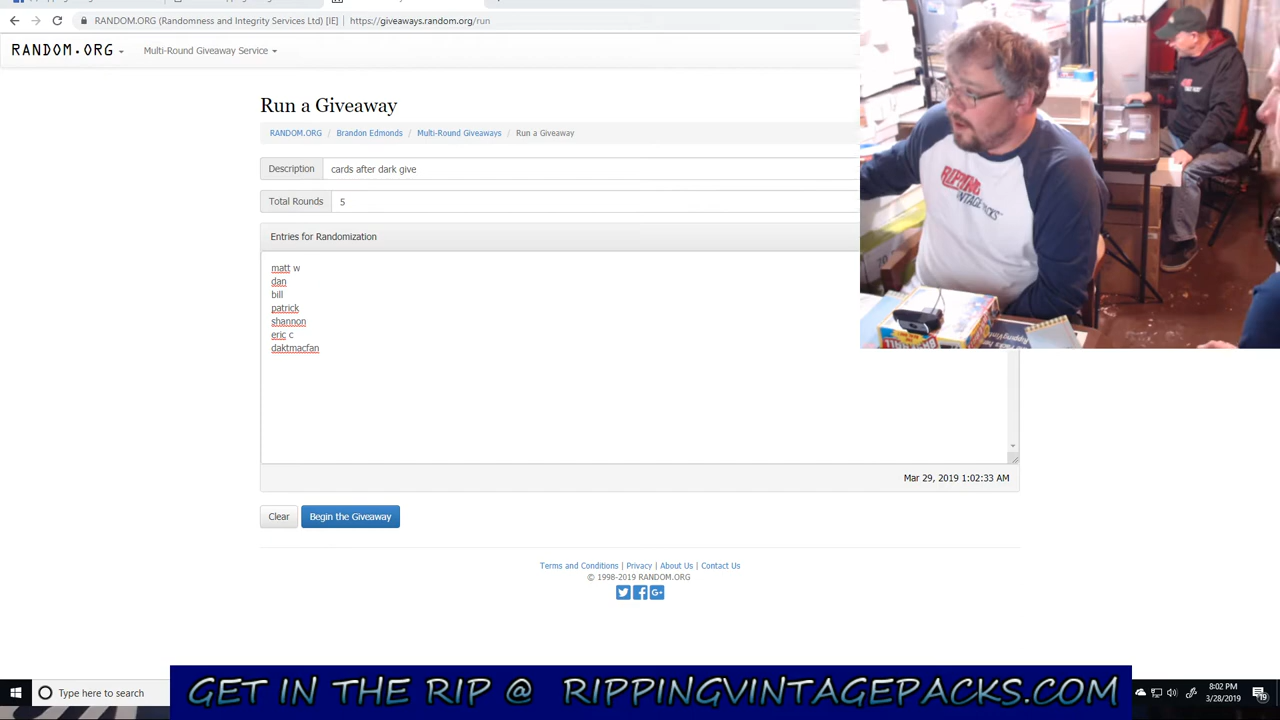 RANDOM.ORG (Randomness and Integrity Services Ltd) [IE] | https://giveaways.random.org/run
RANDOM.ORG Multi-Round Giveaway Service
Run a Giveaway
RANDOM.ORG / Brandon Edmonds / Multi-Round Giveaways / Run a Giveaway
Description cards after dark give
Total Rounds 5
Entries for Randomization
matt w
dan
bill
patrick
shannon
eric c
daktmacfan
Mar 29, 2019 1:02:33 AM
Clear Begin the Giveaway
Terms and Conditions | Privacy | About Us | Contact Us
© 1998-2019 RANDOM.ORG
RIPPING
VINTAGE PACKS
Type here to search
GET IN THE RIP @ RIPPINGVINTAGEPACKS.COM
8:02 PM
3/28/2019
19